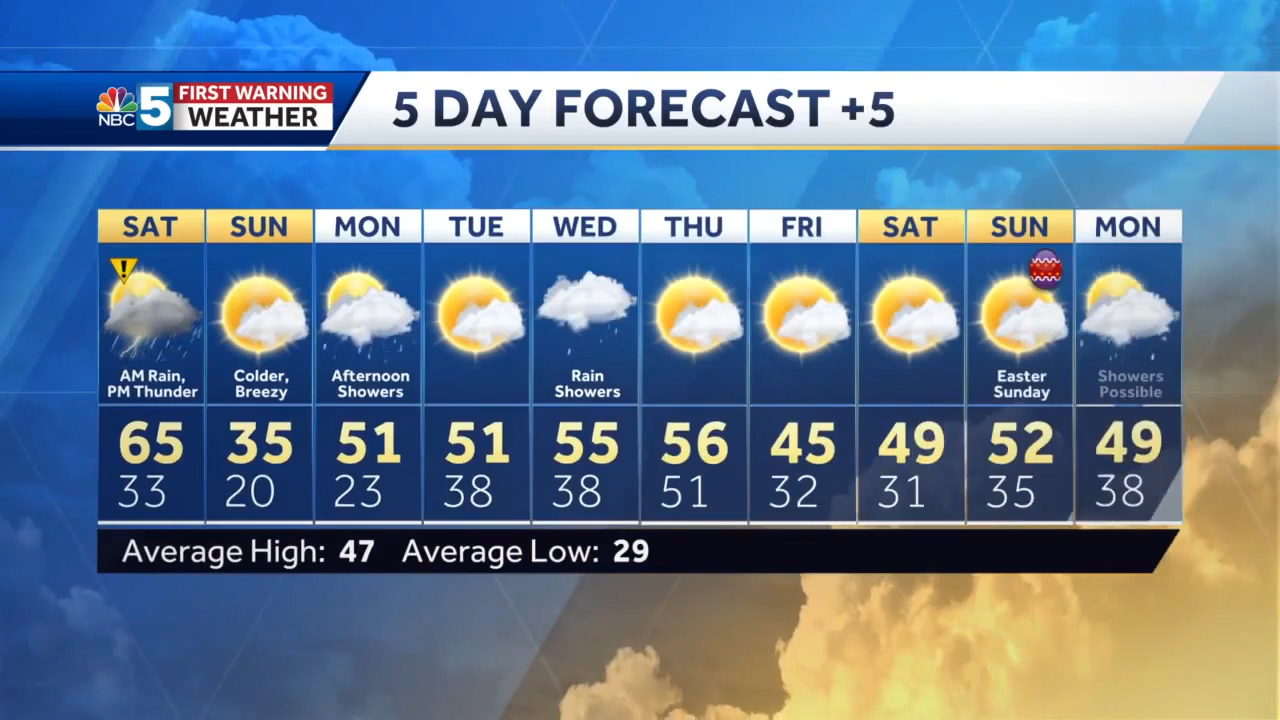 NBC 5 FIRST WARNING
WEATHER
5 DAY FORECAST +5
SAT SUN MON TUE WED THU FRI SAT SUN MON
!
AM Rain, Colder, Afternoon Rain Easter Showers
PM Thunder Breezy Showers Showers Sunday Possible
65 35 51 51 55 56 45 49 52 49
33 20 23 38 38 51 32 31 35 38
Average High: 47 Average Low: 29